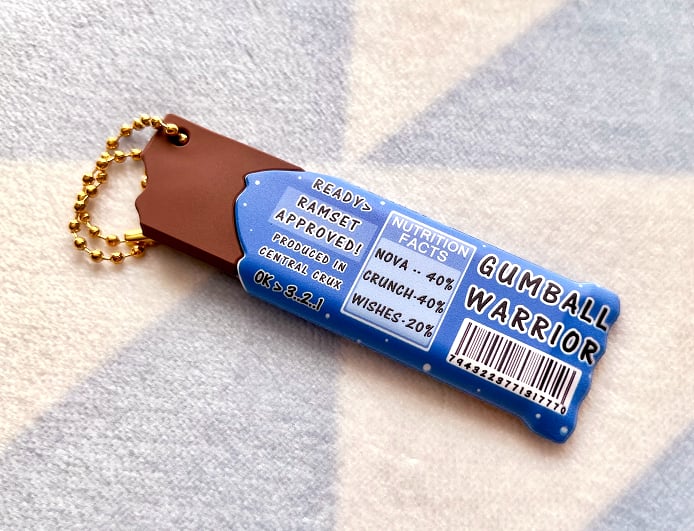 READY>
RAMSET
APPROVED!
PRODUCED IN
CENTRAL CRUX
OK > 3..2..1
NUTRITION
FACTS
NOVA .. 40%
CRUNCH.40%
WISHES.20%
GUMBALL
WARRIOR
7943223771317770